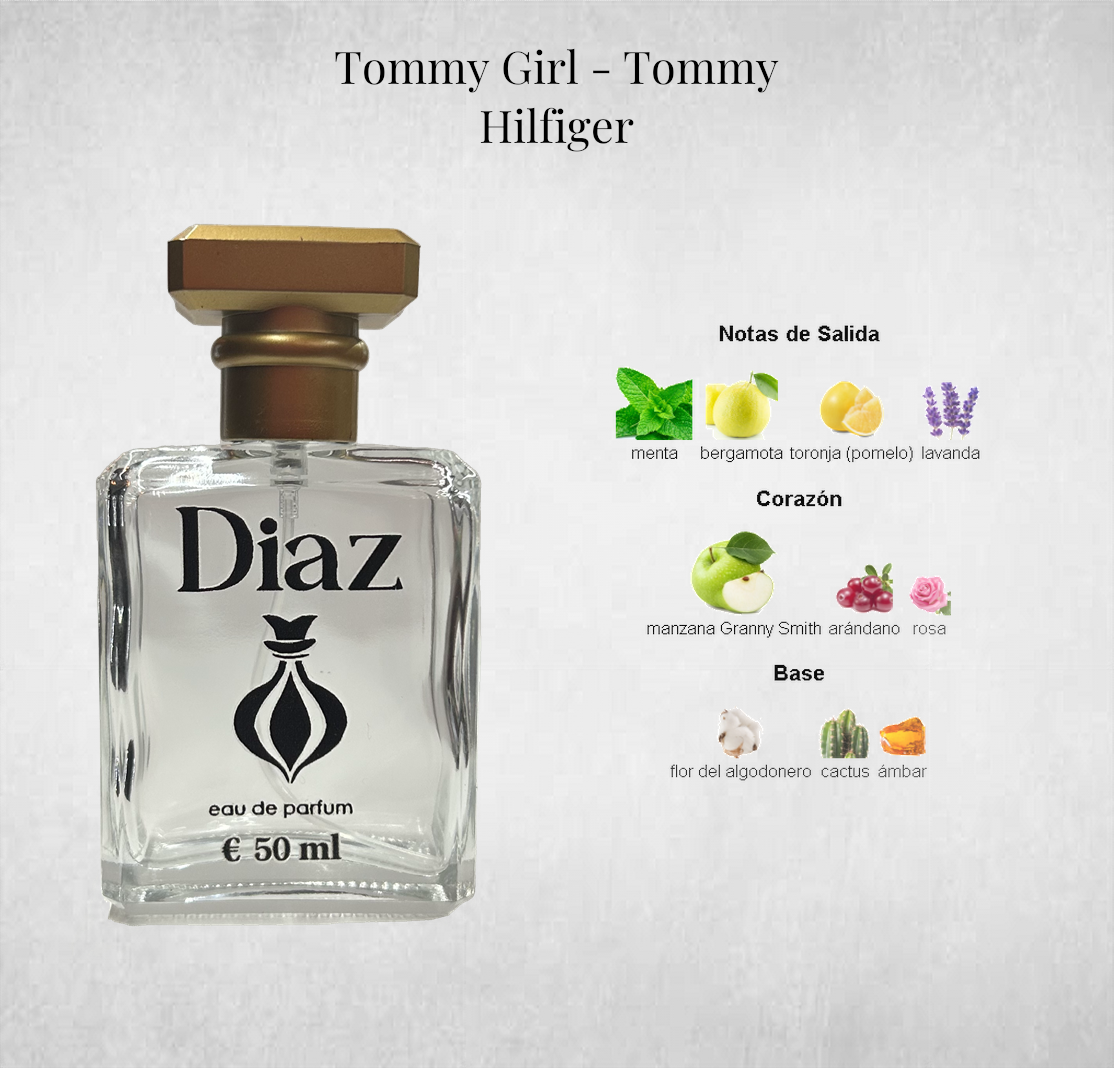 Tommy Girl - Tommy
Hilfiger
Diaz
eau de parfum
€ 50 ml
Notas de Salida
menta bergamota toronja (pomelo) lavanda
Corazón
manzana Granny Smith arándano rosa
Base
flor del algodonero cactus ámbar